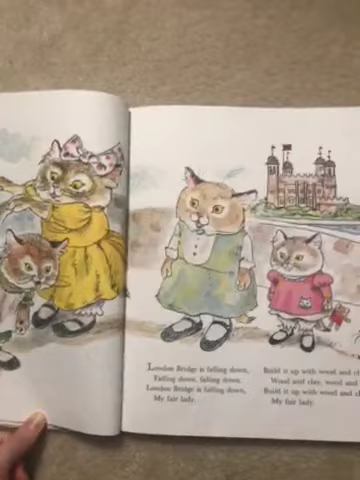 London Bridge is falling down,
Falling down, falling down.
London Bridge is falling down,
My fair lady.
Build it up with wood and
Wood and clay, wood and
Build it up with wood and
My fair lady.